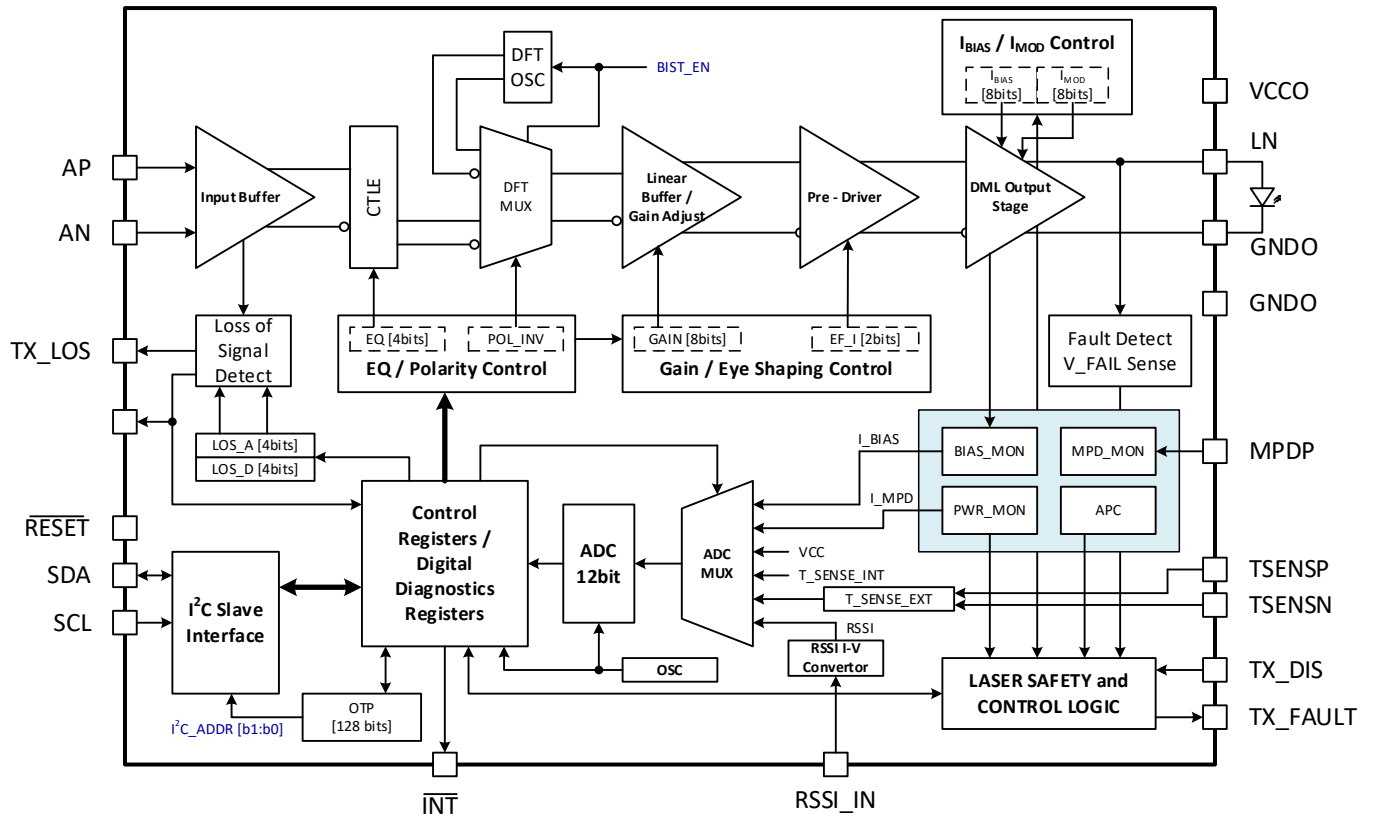 DFT
OSC
BIST_EN
I_BIAS / I_MOD Control
I_BIAS
[8bits]
I_MOD
[8bits]
VCCO
LN
AP
AN
Input Buffer
CTLE
DFT
MUX
Linear
Buffer /
Gain Adjust
Pre - Driver
DML Output
Stage
GNDO
GNDO
TX_LOS
Loss of
Signal
Detect
EQ [4bits]
POL_INV
EQ / Polarity Control
GAIN [8bits]
EF_I [2bits]
Gain / Eye Shaping Control
Fault Detect
V_FAIL Sense
LOS_A [4bits]
LOS_D [4bits]
I_BIAS
BIAS_MON
MPD_MON
MPDP
I_MPD
PWR_MON
APC
RESET
SDA
SCL
I²C Slave
Interface
Control
Registers /
Digital
Diagnostics
Registers
ADC
12bit
ADC
MUX
VCC
T_SENSE_INT
T_SENSE_EXT
RSSI
TSENSP
TSENSN
RSSI I-V
Convertor
OSC
LASER SAFETY and
CONTROL LOGIC
TX_DIS
TX_FAULT
OTP
[128 bits]
I²C_ADDR [b1:b0]
INT
RSSI_IN